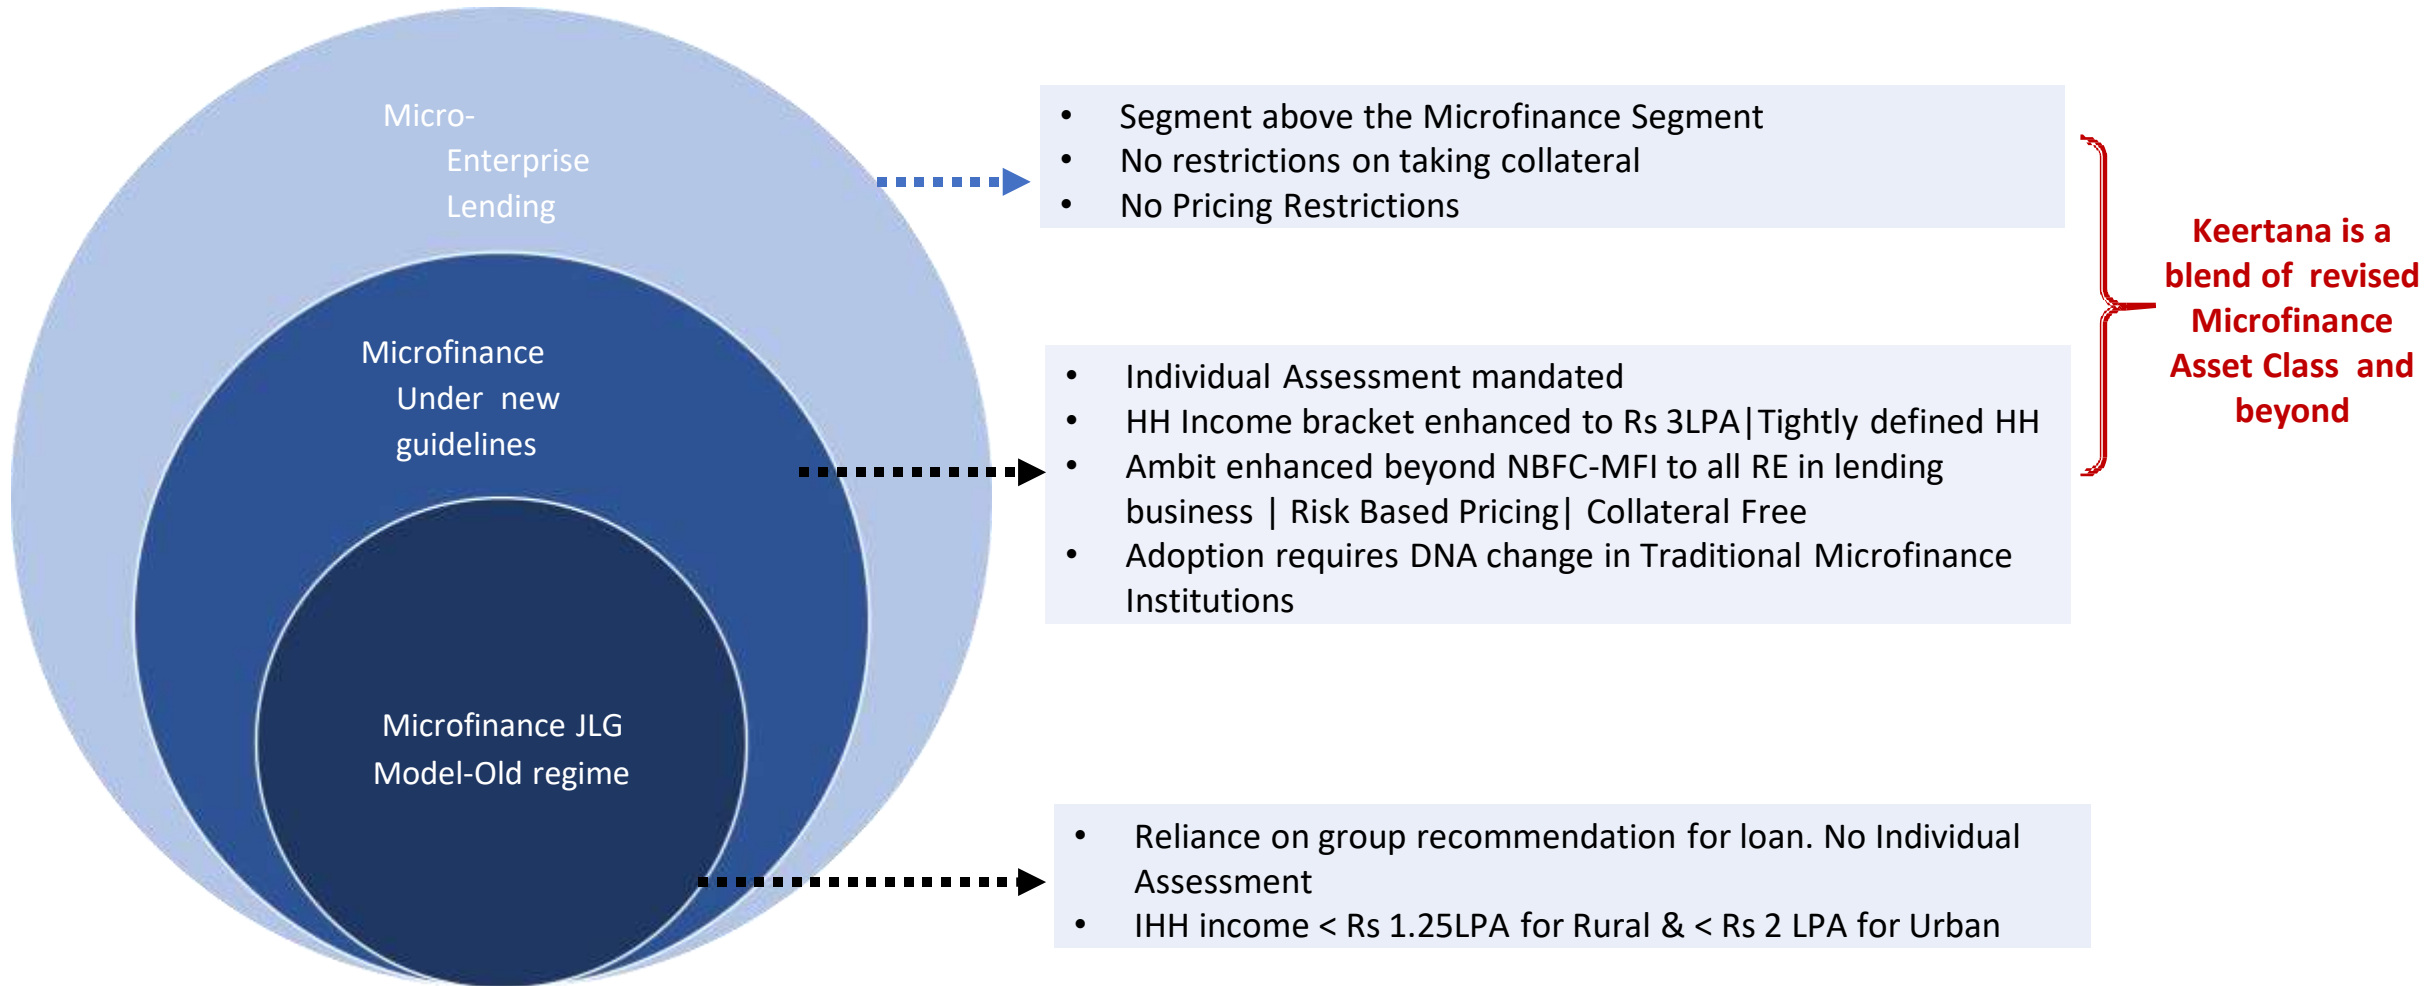 Micro-
Enterprise
Lending
• Segment above the Microfinance Segment
• No restrictions on taking collateral
• No Pricing Restrictions
Keertana is a
blend of revised
Microfinance
Asset Class and
beyond
Microfinance
Under new
guidelines
• Individual Assessment mandated
• HH Income bracket enhanced to Rs 3LPA|Tightly defined HH
• Ambit enhanced beyond NBFC-MFI to all RE in lending
business | Risk Based Pricing| Collateral Free
• Adoption requires DNA change in Traditional Microfinance
Institutions
Microfinance JLG
Model-Old regime
• Reliance on group recommendation for loan. No Individual
Assessment
• IHH income < Rs 1.25LPA for Rural & < Rs 2 LPA for Urban